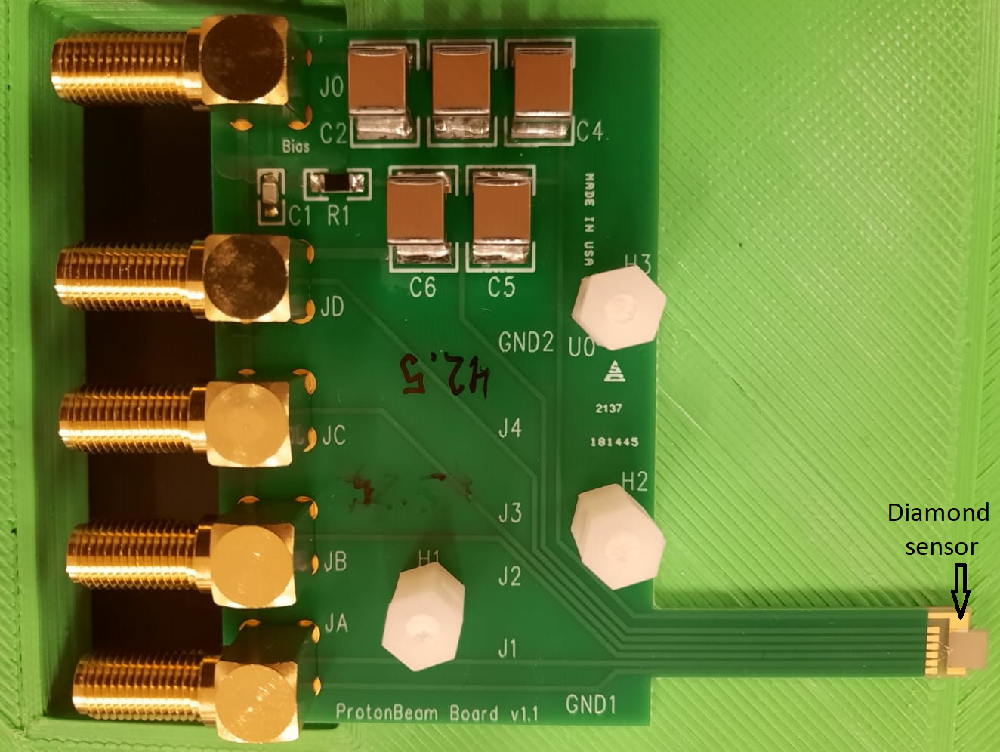 J0
C2
C4
Bias
C1
R1
MADE IN USA
C6
C5
H3
JD
GND2
U0
42.5
2137
J4
JC
181445
H2
J3
Diamond
sensor
H1
JB
J2
JA
J1
GND1
ProtonBeam Board v1.1